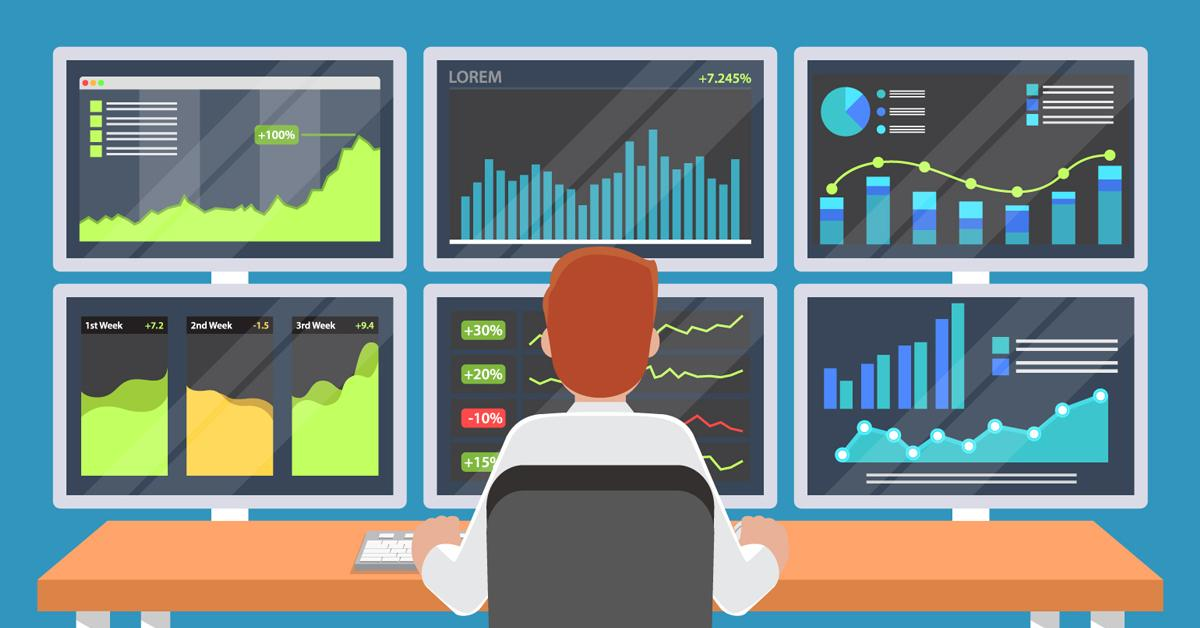 +100%
LOREM
+7.245%
1st Week +7.2
2nd Week -1.5
3rd Week +9.4
+30%
+20%
-10%
+15%